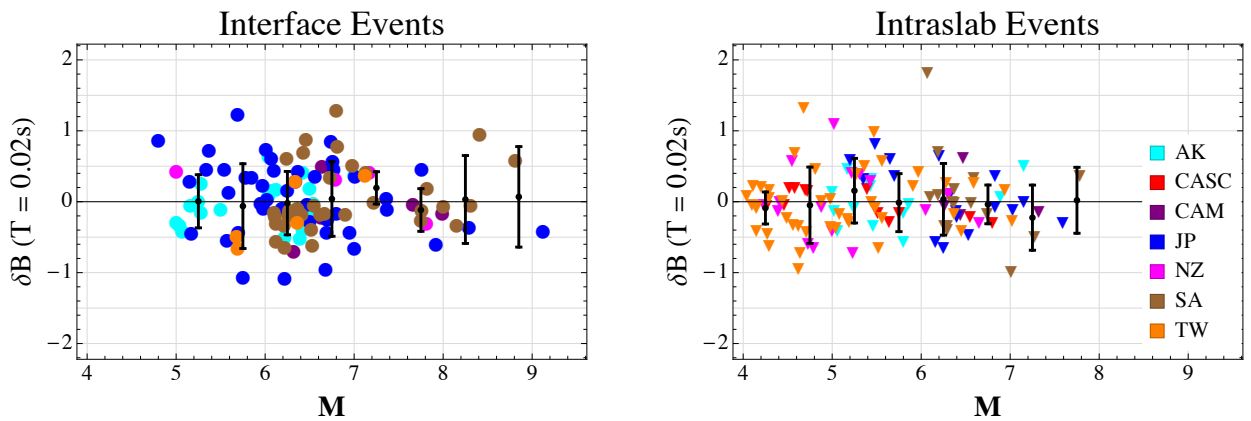 Interface Events
2
1
0
−1
−2
δB (T = 0.02s)
4 5 6 7 8 9
M
Intraslab Events
2
1
0
−1
−2
δB (T = 0.02s)
4 5 6 7 8 9
M
AK
CASC
CAM
JP
NZ
SA
TW